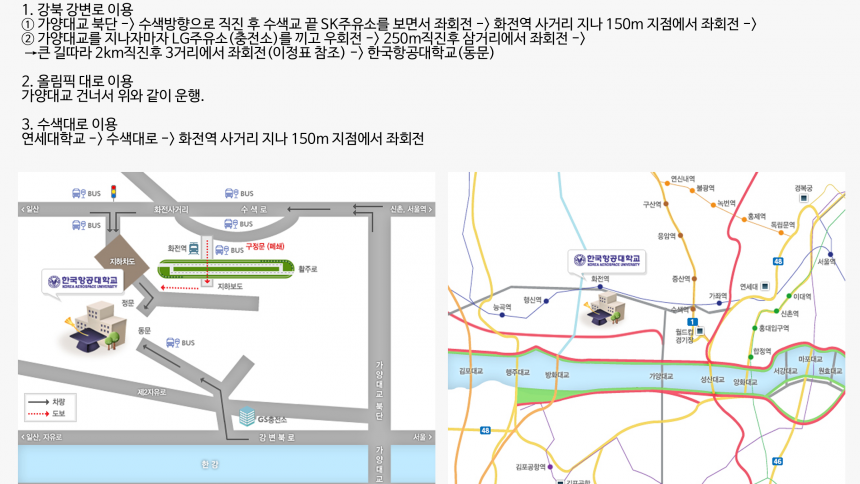 1. 강북 강변로 이용
① 가양대교 북단 -> 수색방향으로 직진 후 수색교 끝 SK주유소를 보면서 좌회전 -> 화전역 사거리 지나 150m 지점에서 좌회전 ->
② 가양대교를 지나자마자 LG주유소(충전소)를 끼고 우회전 -> 250m직진후 삼거리에서 좌회전 ->
→큰 길따라 2km직진후 3거리에서 좌회전(이정표 참조) -> 한국항공대학교(동문)
2. 올림픽 대로 이용
가양대교 건너서 위와 같이 운행.
3. 수색대로 이용
연세대학교 -> 수색대로 -> 화전역 사거리 지나 150m 지점에서 좌회전
BUS
BUS
<일산
화전사거리
수 색 로
신촌, 서울역>
BUS
BUS
화전역
BUS
구정문 (폐쇄)
지하차도
활주로
지하보도
한국항공대학교
KOREA AEROSPACE UNIVERSITY
정문
동문
BUS
가양대교 북단
제2자유로
차량
도보
GS충전소
<일산, 자유로
강 변 북 로
서울>
한 강
가양대교
연신내역
불광역
경복궁
구산역
녹번역
홍제역
독립문역
응암역
48
서울역
한국항공대학교
KOREA AEROSPACE UNIVERSITY
화전역
증산역
연세대
능곡역
행신역
수색역
가좌역
이대역
1
신촌역
월드컵
경기장
홍대입구역
합정역
마포대교
김포대교
행주대교
방화대교
가양대교
성산대교
양화대교
서강대교
원효대교
48
김포공항역
46
김포공항